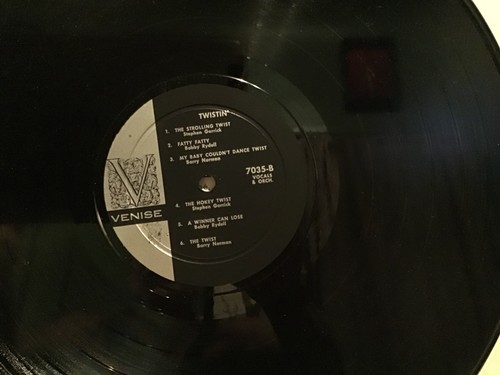 TWISTIN'
1. THE STROLLING TWIST
Stephen Garrick
2. FATTY FATTY
Bobby Rydell
3. MY BABY COULDN'T DANCE TWIST
Barry Norman
7035-B
VOCALS
& ORCH.
V
VENISE
4. THE HOKEY TWIST
Stephen Garrick
5. A WINNER CAN LOSE
Bobby Rydell
6. THE TWIST
Barry Norman